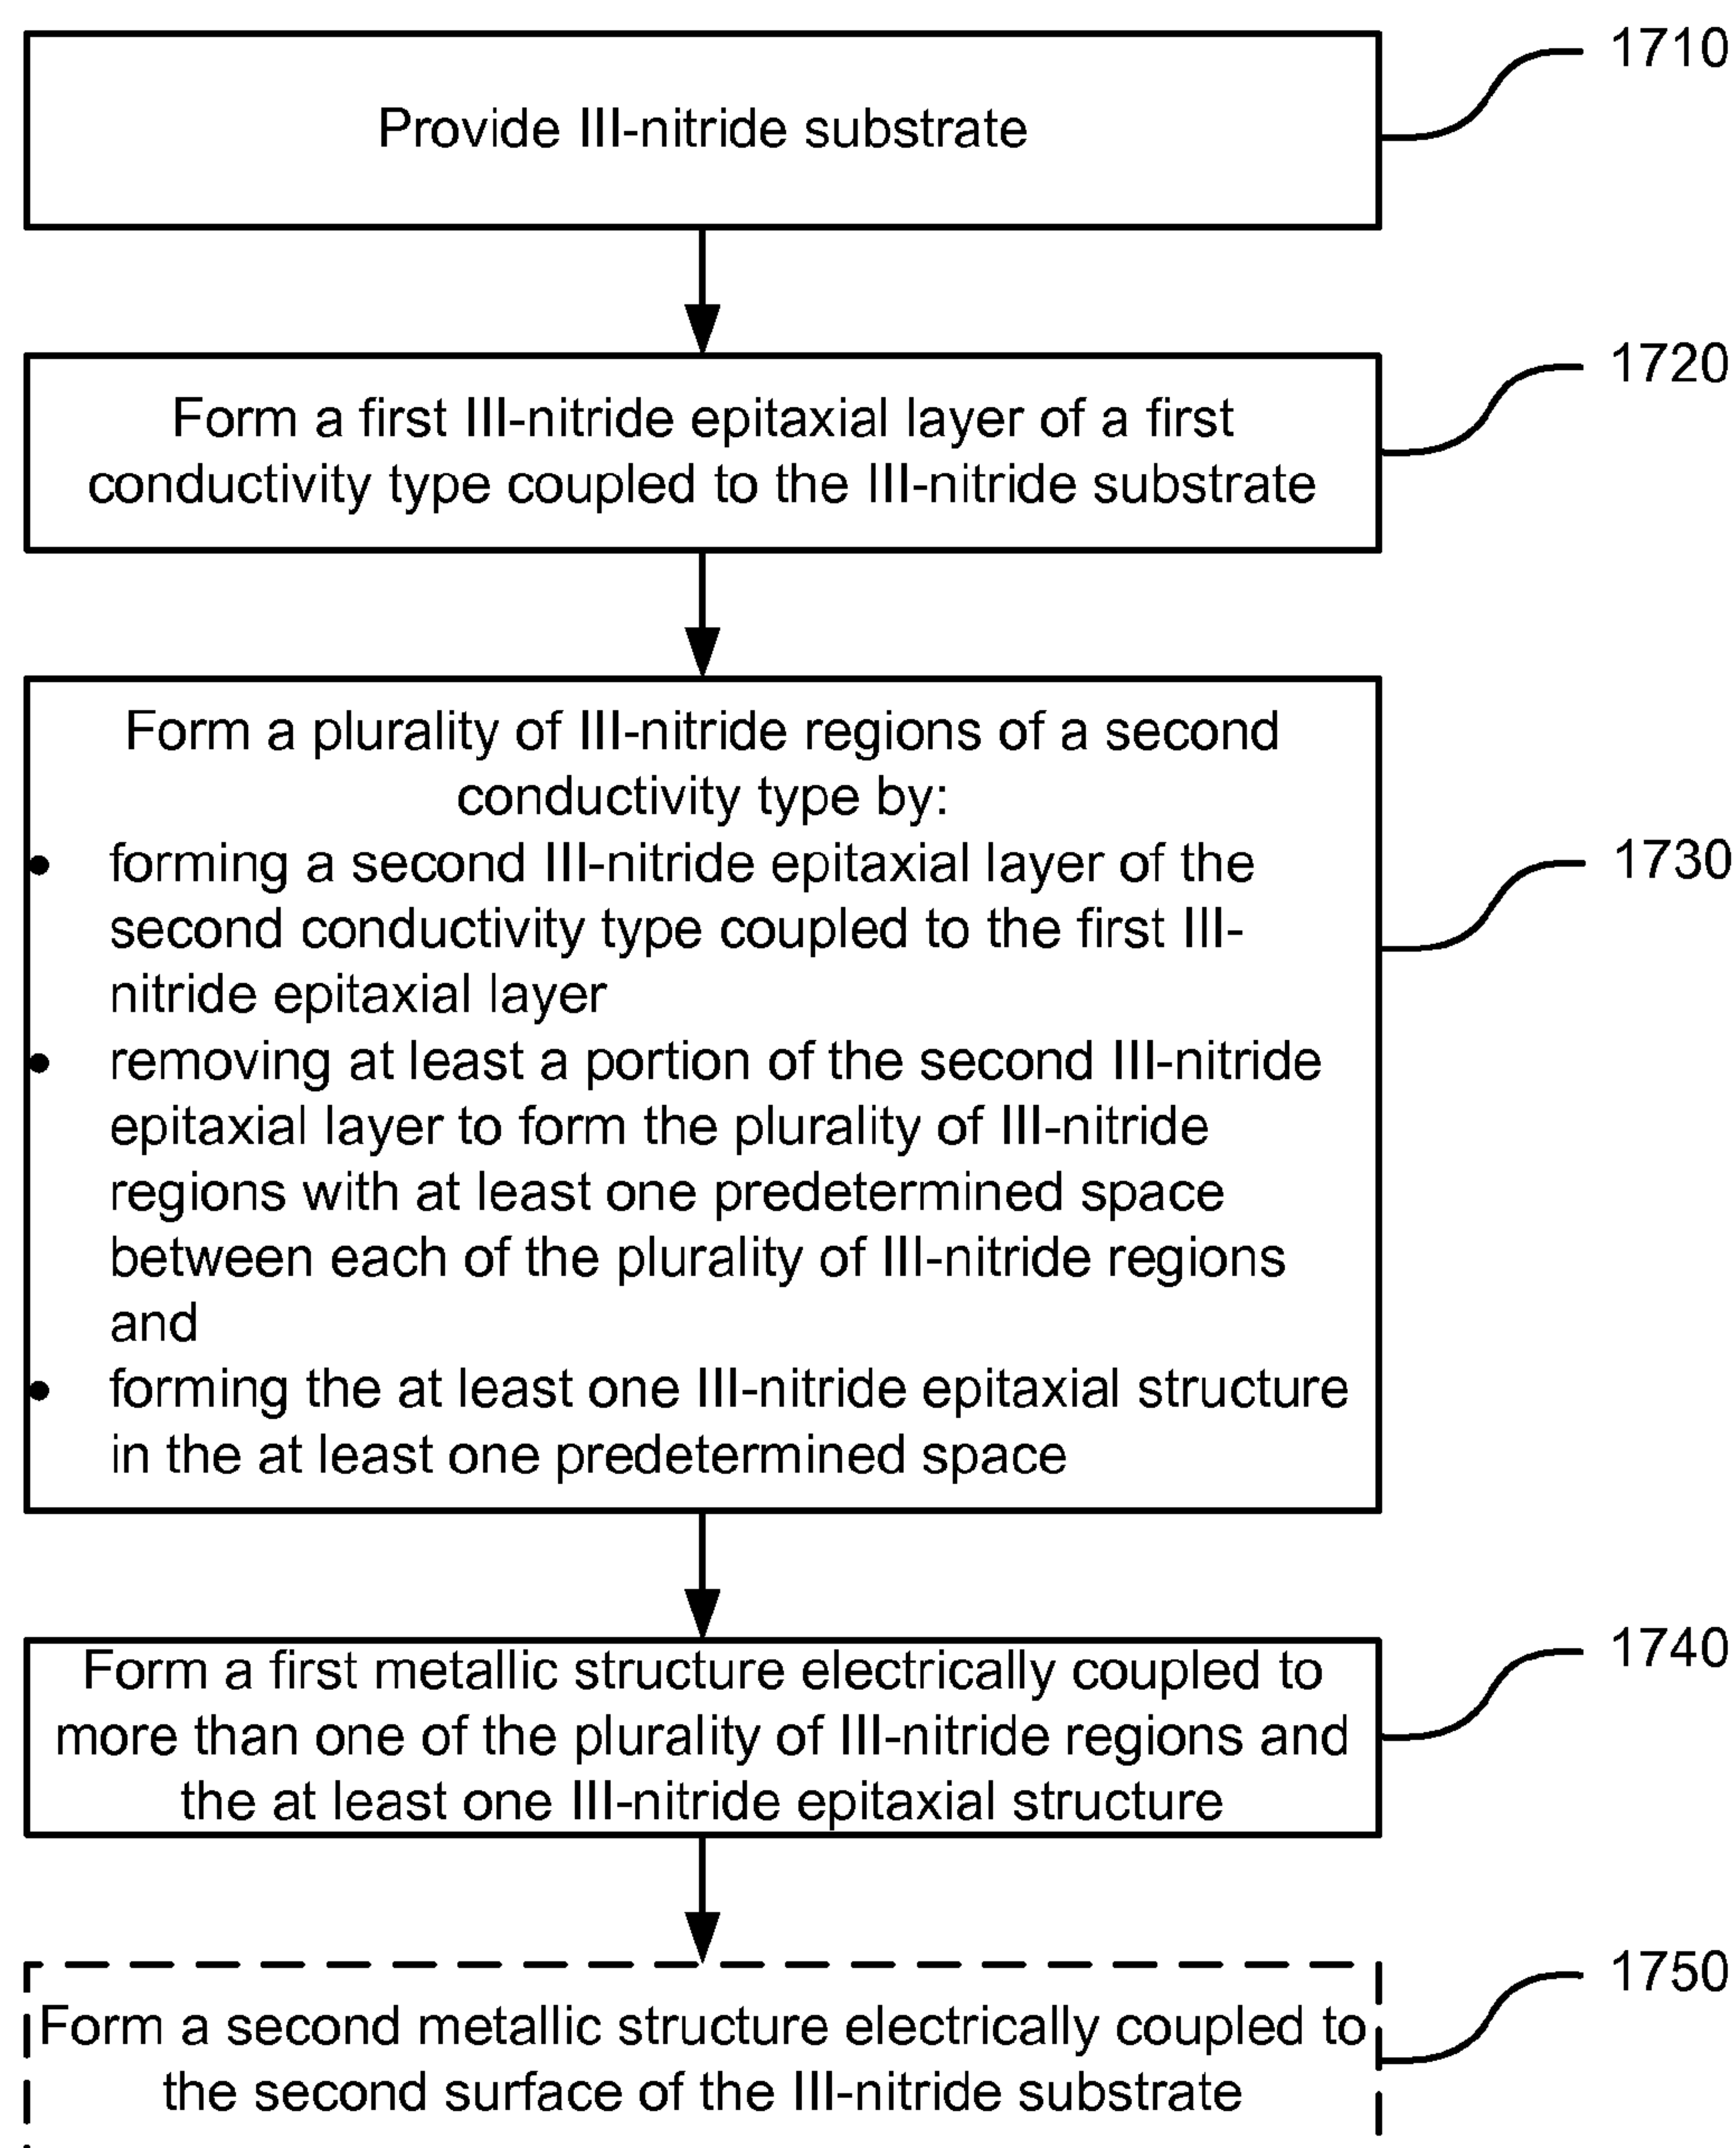 1710
Provide III-nitride substrate
1720
Form a first III-nitride epitaxial layer of a first
conductivity type coupled to the III-nitride substrate
Form a plurality of III-nitride regions of a second
conductivity type by:
1730
• forming a second III-nitride epitaxial layer of the
second conductivity type coupled to the first III-
nitride epitaxial layer
• removing at least a portion of the second III-nitride
epitaxial layer to form the plurality of III-nitride
regions with at least one predetermined space
between each of the plurality of III-nitride regions
and
• forming the at least one III-nitride epitaxial structure
in the at least one predetermined space
1740
Form a first metallic structure electrically coupled to
more than one of the plurality of III-nitride regions and
the at least one III-nitride epitaxial structure
1750
Form a second metallic structure electrically coupled to
the second surface of the III-nitride substrate